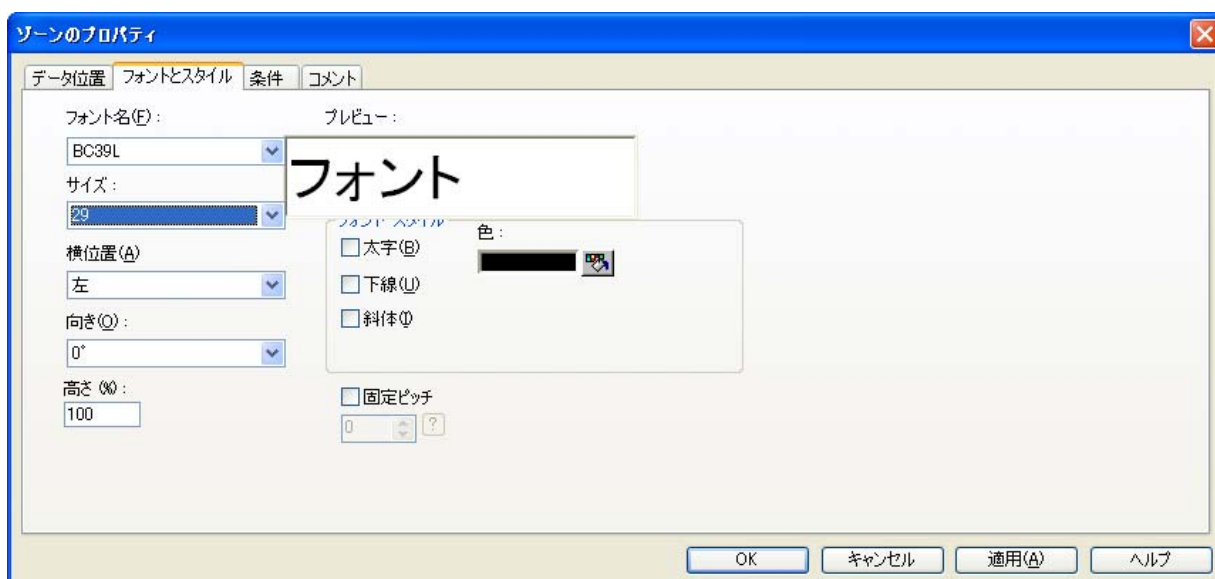 ゾーンのプロパティ
データ位置 フォントとスタイル 条件 コメント
フォント名(F) :
BC39L
サイズ :
29
横位置(A)
左
向き(O) :
0°
高さ (%) :
100
プレビュー :
フォント
フォント スタイル
太字(B)
下線(U)
斜体(I)
色 :
固定ピッチ
0 ?
OK キャンセル 適用(A) ヘルプ